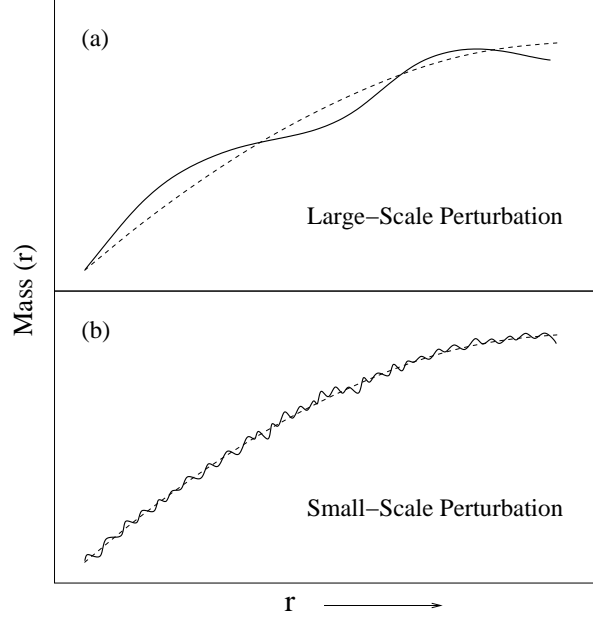 (a)
Large−Scale Perturbation
Mass (r)
(b)
Small−Scale Perturbation
r